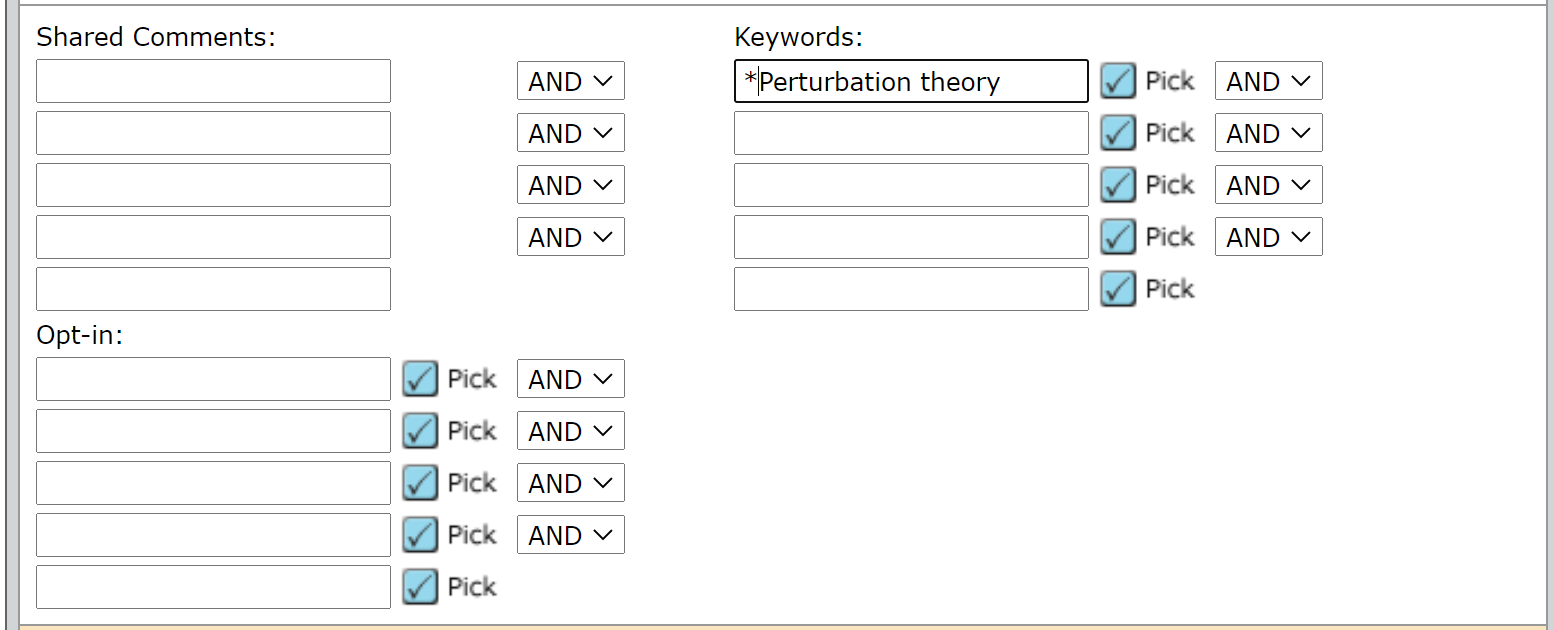 Shared Comments:
AND
AND
AND
AND
Keywords:
*Perturbation theory Pick AND
Pick AND
Pick AND
Pick AND
Pick
Opt-in:
Pick AND
Pick AND
Pick AND
Pick AND
Pick